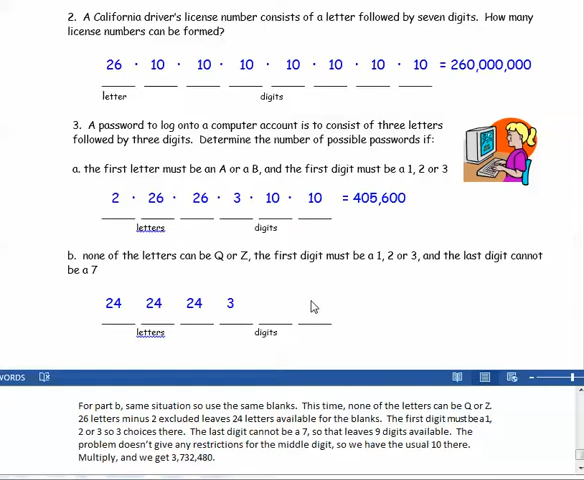 2. A California driver's license number consists of a letter followed by seven digits. How many
license numbers can be formed?
26 · 10 · 10 · 10 · 10 · 10 · 10 · 10 = 260,000,000
letter digits
3. A password to log onto a computer account is to consist of three letters
followed by three digits. Determine the number of possible passwords if:
a. the first letter must be an A or a B, and the first digit must be a 1, 2 or 3
2 · 26 · 26 · 3 · 10 · 10 = 405,600
letters digits
b. none of the letters can be Q or Z, the first digit must be a 1, 2 or 3, and the last digit cannot
be a 7
24 24 24 3
letters digits
WORDS
For part b, same situation so use the same blanks. This time, none of the letters can be Q or Z.
26 letters minus 2 excluded leaves 24 letters available for the blanks. The first digit must be a 1,
2 or 3 so 3 choices there. The last digit cannot be a 7, so that leaves 9 digits available. The
problem doesn't give any restrictions for the middle digit, so we have the usual 10 there.
Multiply, and we get 3,732,480.